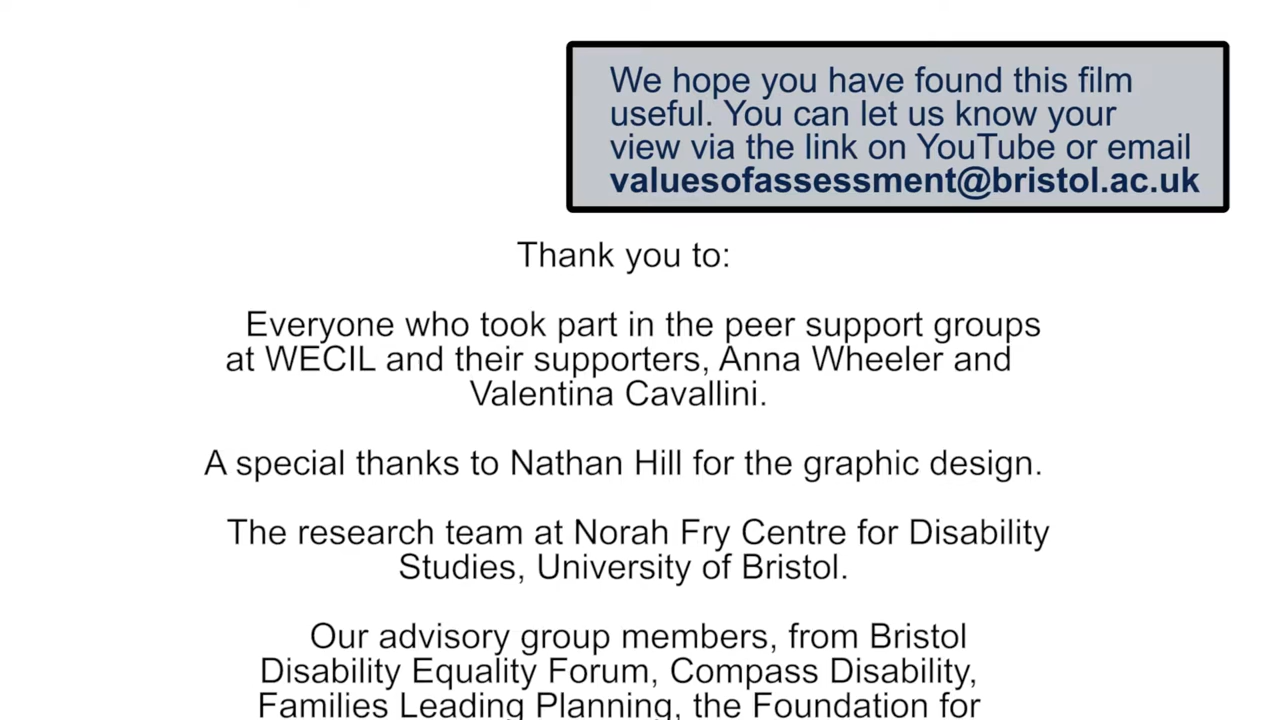 We hope you have found this film
useful. You can let us know your
view via the link on YouTube or email
valuesofassessment@bristol.ac.uk
Thank you to:
Everyone who took part in the peer support groups
at WECIL and their supporters, Anna Wheeler and
Valentina Cavallini.
A special thanks to Nathan Hill for the graphic design.
The research team at Norah Fry Centre for Disability
Studies, University of Bristol.
Our advisory group members, from Bristol
Disability Equality Forum, Compass Disability,
Families Leading Planning, the Foundation for